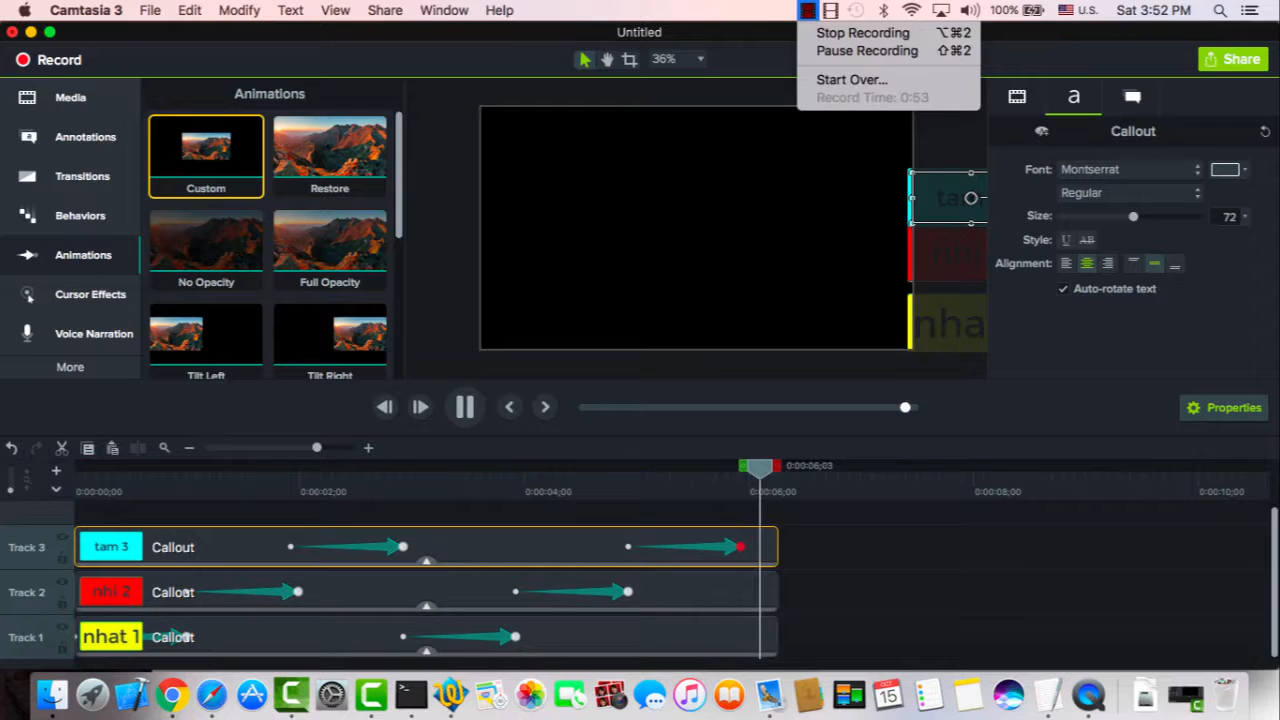 Camtasia 3 File Edit Modify Text View Share Window Help 100% U.S. Sat 3:52 PM
Stop Recording ⌥⌘2
Pause Recording ⇧⌘2
Start Over...
Record Time: 0:53
Untitled
Record
36%
Share
Media
Annotations
Transitions
Behaviors
Animations
Cursor Effects
Voice Narration
More
Animations
Custom
Restore
No Opacity
Full Opacity
Tilt Left
Tilt Right
nhat
a
Callout
Font: Montserrat
Regular
Size: 72
Style: U AB
Alignment:
Auto-rotate text
Properties
0:00:06;03
0:00:00;00 0:00:02;00 0:00:04;00 0:00:06;00 0:00:08;00 0:00:10;00
Track 3 tam 3 Callout
Track 2 nhi 2 Callout
Track 1 nhat 1 Callout
OCT
15